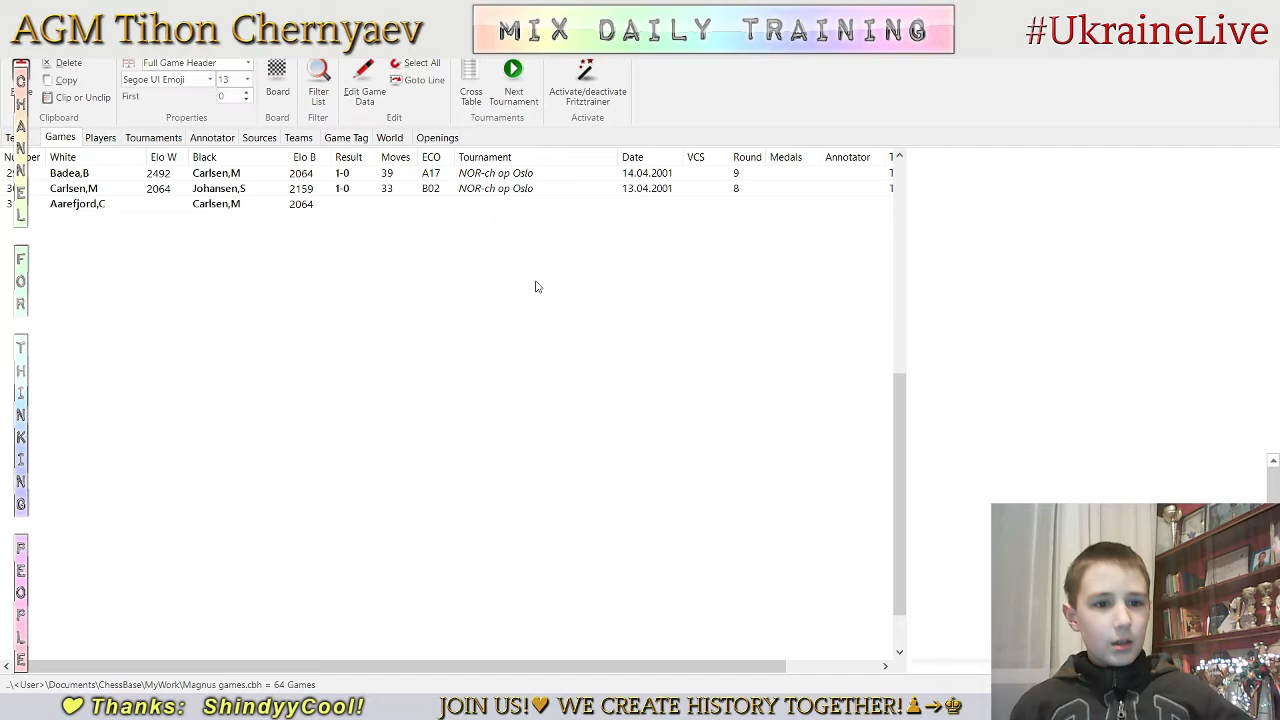 AGM Tihon Chernyaev
MIX DAILY TRAINING
#UkraineLive
CHANNEL FOR THINKING PEOPLE
Delete
Copy
Clip or Unclip
Clipboard
Full Game Header
Segoe UI Emoji 13
First 0
Properties
Board
Board
Filter List
Filter
Edit Game Data
Select All
Goto Line
Edit
Cross Table
Next Tournament
Tournaments
Activate/deactivate Fritztrainer
Activate
Games Players Tournaments Annotator Sources Teams Game Tag World Openings
White Elo W Black Elo B Result Moves ECO Tournament Date VCS Round Medals Annotator
Badea,B 2492 Carlsen,M 2064 1-0 39 A17 NOR-ch op Oslo 14.04.2001 9
Carlsen,M 2064 Johansen,S 2159 1-0 33 B02 NOR-ch op Oslo 13.04.2001 8
Aarefjord,C Carlsen,M 2064
..\<User>\Documents\ChessBase\MyWork\Magnus games.cbh = 64 Games
Thanks: ShindyyCool!
JOIN US! WE CREATE HISTORY TOGETHER!